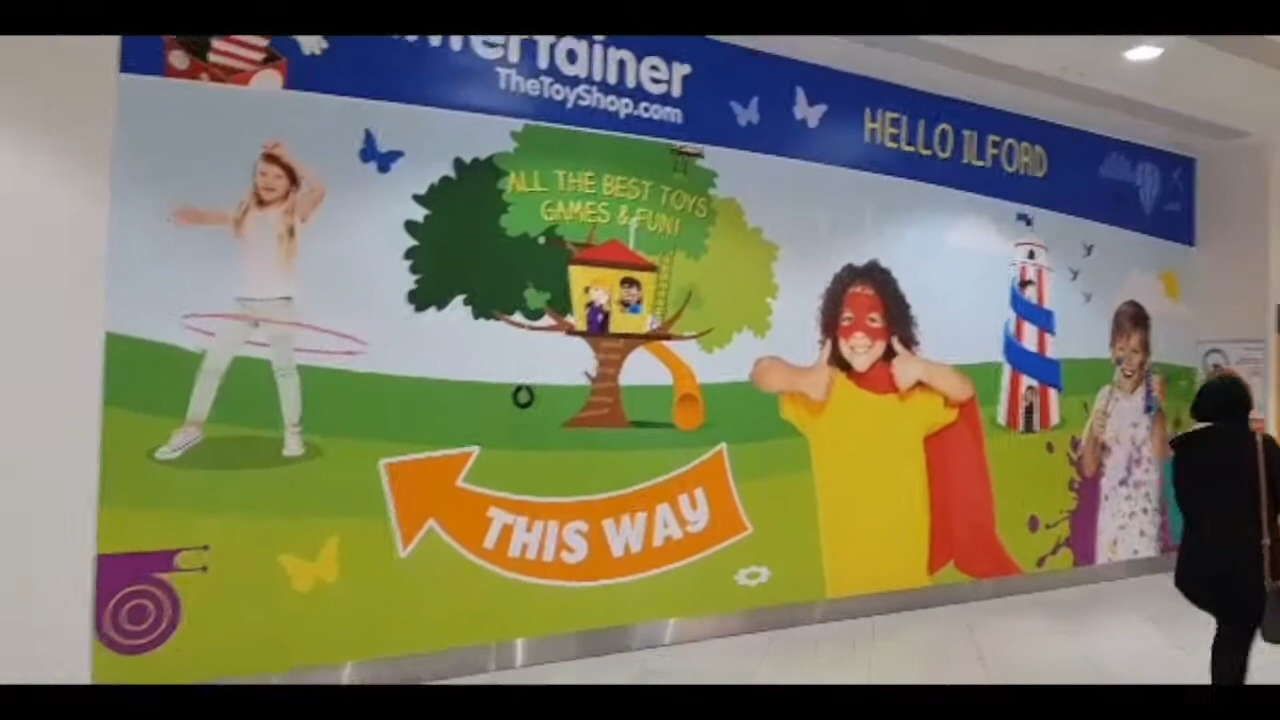 ntertainer
TheToyShop.com
HELLO ILFORD
ALL THE BEST TOYS
GAMES & FUN!
THIS WAY